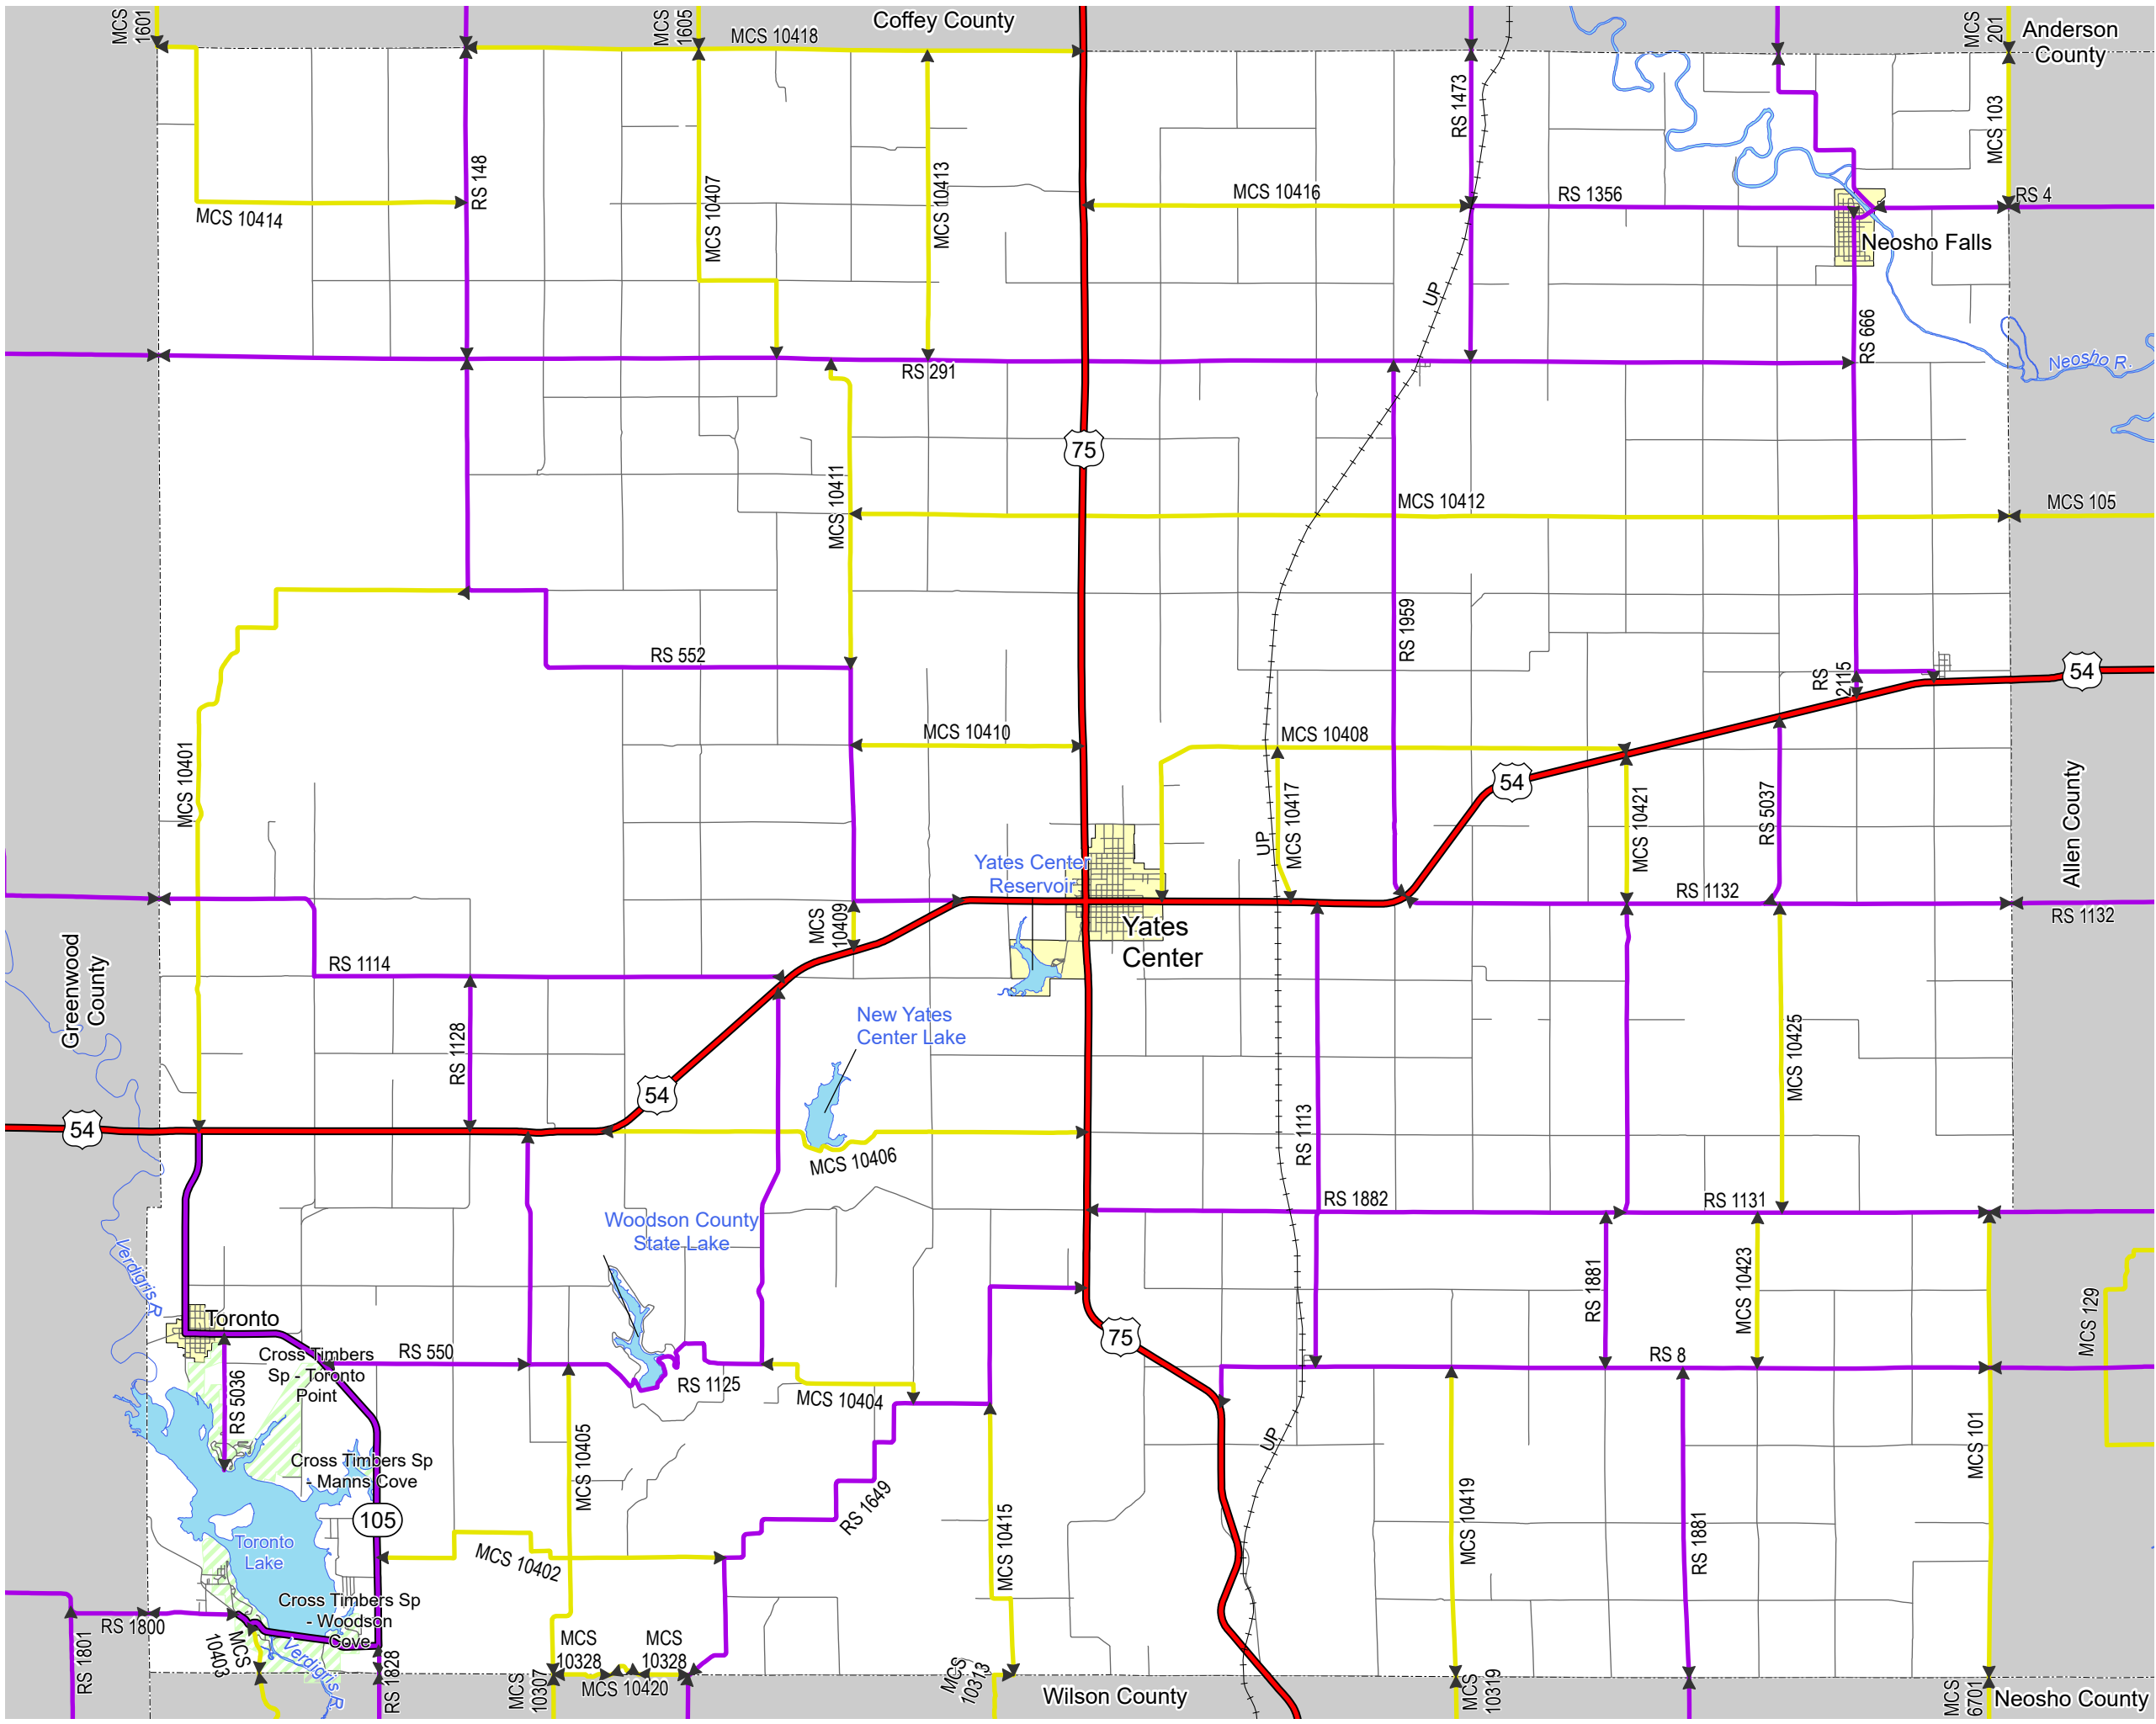 MCS
1601
MCS
1605
Coffey County
MCS 10418
MCS
201
Anderson
County
RS 1473
MCS 103
RS 148
MCS 10407
MCS 10413
MCS 10414
MCS 10416
RS 1356
RS 4
Neosho Falls
UP
RS 666
Neosho R.
RS 291
75
MCS 10411
MCS 10412
MCS 105
RS 1959
RS 552
RS
2115
54
MCS 10401
MCS 10410
MCS 10408
54
MCS 10417
MCS 10421
RS 5037
Allen County
UP
Yates Center
Reservoir
RS 1132
RS 1132
MCS
10409
Yates
Center
Greenwood
County
RS 1114
New Yates
Center Lake
RS 1128
MCS 10425
54
54
RS 1113
MCS 10406
RS 1882
RS 1131
Woodson County
State Lake
Verdigris R.
RS 1881
MCS 10423
MCS 129
Toronto
75
RS 550
RS 8
Cross Timbers
Sp - Toronto
Point
RS 5036
RS 1125
MCS 10404
UP
Cross Timbers Sp
- Manns Cove
MCS 10405
MCS 10419
MCS 101
RS 1649
105
MCS 10415
RS 1881
Toronto
Lake
MCS 10402
Cross Timbers Sp
- Woodson
Cove
RS 1800
RS 1801
MCS
10403
Verdigris R.
RS 1828
MCS
10328
MCS
10328
MCS
10307
MCS 10420
MCS
10313
Wilson County
MCS
10319
MCS
6701
Neosho County